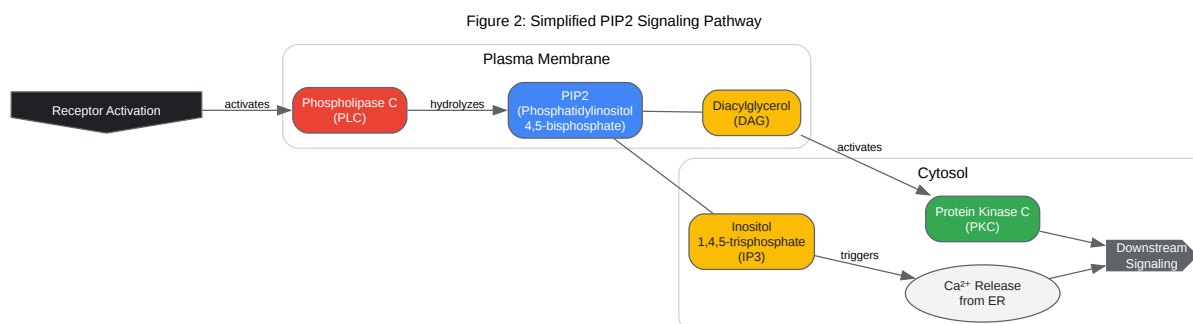 Figure 2: Simplified PIP2 Signaling Pathway
Plasma Membrane
Receptor Activation
activates
Phospholipase C
(PLC)
hydrolyzes
PIP2
(Phosphatidylinositol
4,5-bisphosphate)
Diacylglycerol
(DAG)
activates
Cytosol
Protein Kinase C
(PKC)
Inositol
1,4,5-trisphosphate
(IP3)
triggers
Ca²⁺ Release
from ER
Downstream
Signaling